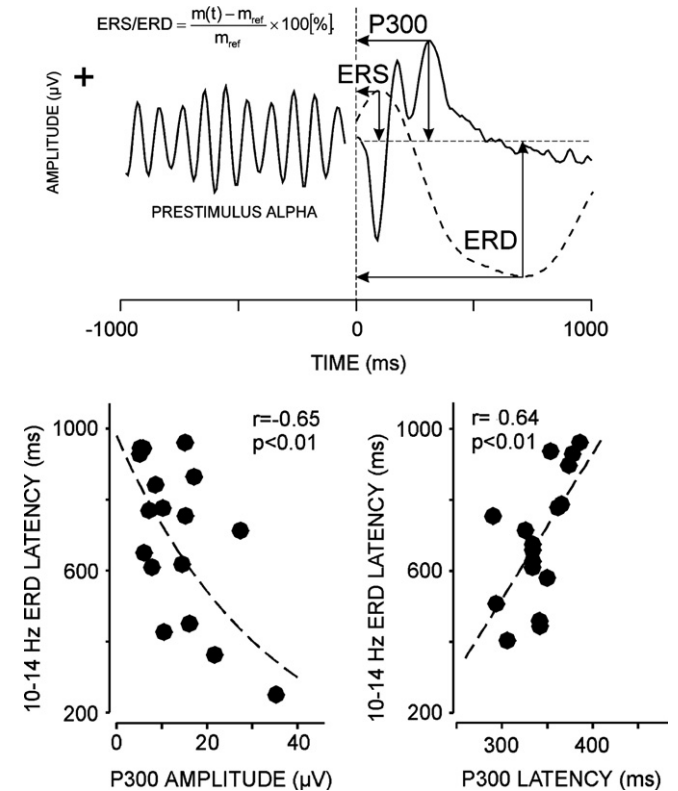 ERS/ERD = m(t) – m_ref / m_ref × 100[%].
P300
ERS
+
AMPLITUDE (µV)
PRESTIMULUS ALPHA
ERD
-1000 0 1000
TIME (ms)
r=-0.65
p<0.01
1000
600
200
10-14 Hz ERD LATENCY (ms)
0 20 40
P300 AMPLITUDE (µV)
r= 0.64
p<0.01
1000
600
200
10-14 Hz ERD LATENCY (ms)
300 400
P300 LATENCY (ms)